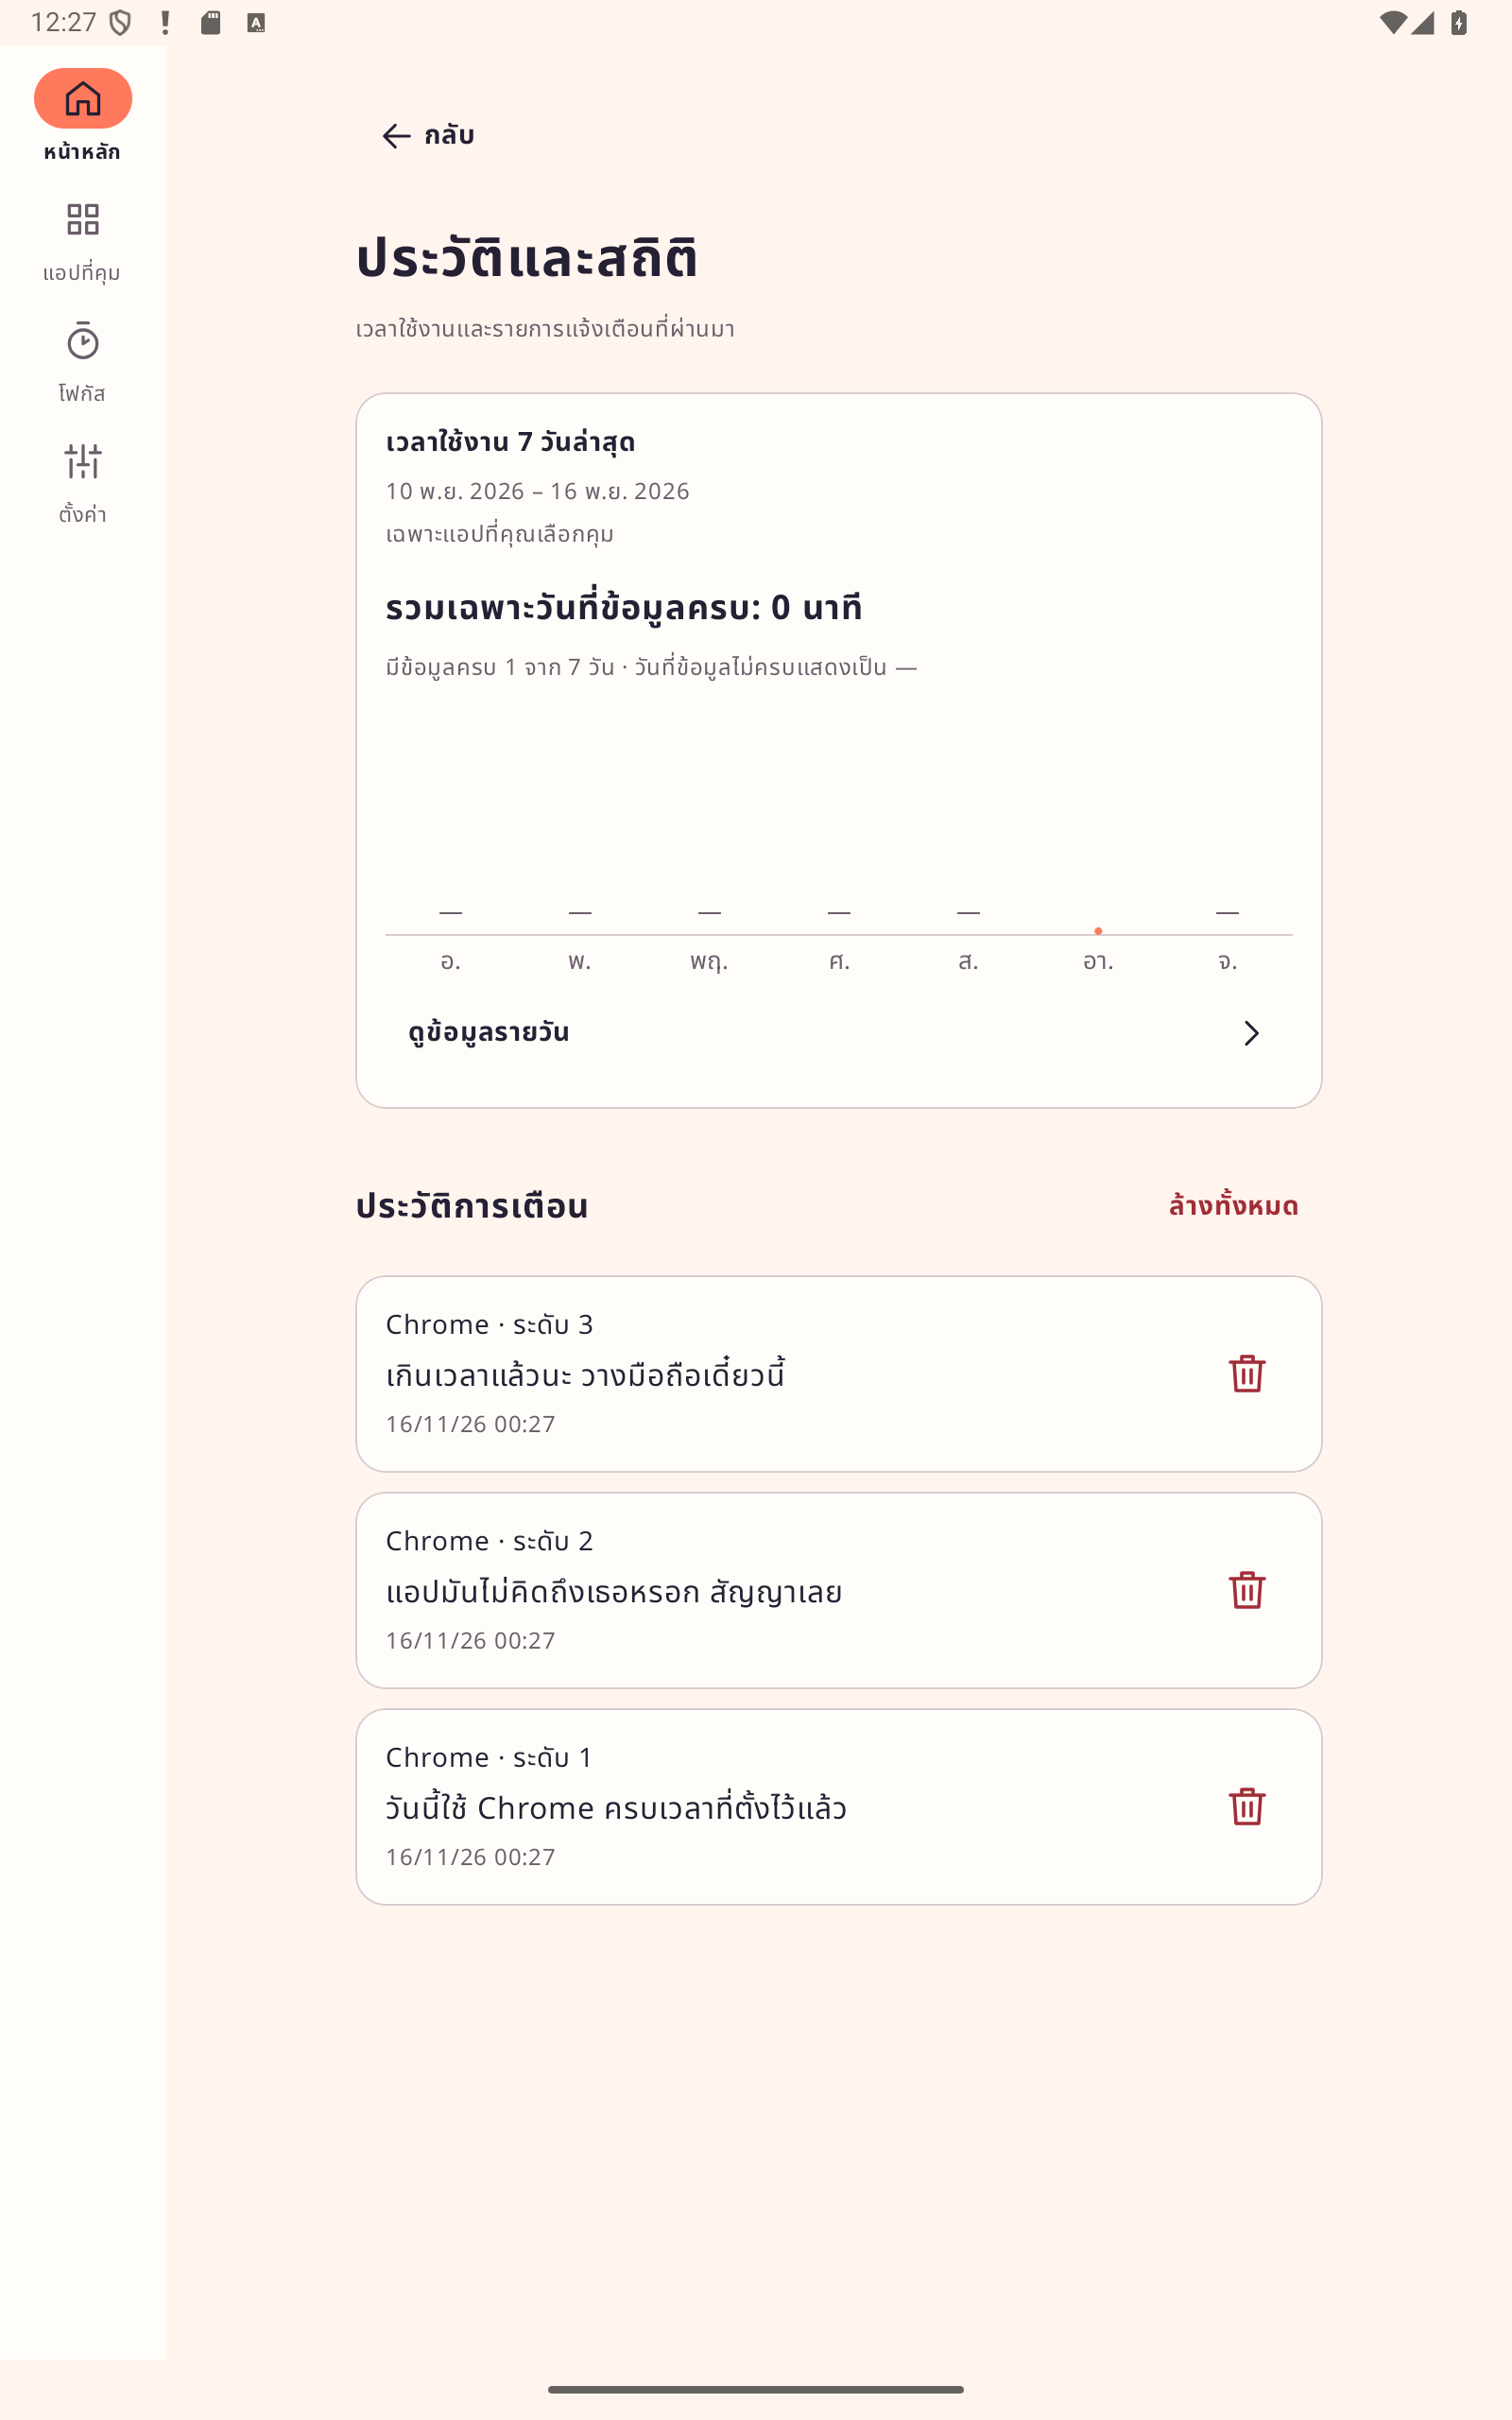 12:27
หน้าหลัก
แอปที่คุม
โฟกัส
ตั้งค่า
กลับ
ประวัติและสถิติ
เวลาใช้งานและรายการแจ้งเตือนที่ผ่านมา
เวลาใช้งาน 7 วันล่าสุด
10 พ.ย. 2026 – 16 พ.ย. 2026
เฉพาะแอปที่คุณเลือกคุม
รวมเฉพาะวันที่ข้อมูลครบ: 0 นาที
มีข้อมูลครบ 1 จาก 7 วัน · วันที่ข้อมูลไม่ครบแสดงเป็น —
— — — — — —
อ. พ. พฤ. ศ. ส. อา. จ.
ดูข้อมูลรายวัน
ประวัติการเตือน
ล้างทั้งหมด
Chrome · ระดับ 3
เกินเวลาแล้วนะ วางมือถือเดี๋ยวนี้
16/11/26 00:27
Chrome · ระดับ 2
แอปมันไม่คิดถึงเธอหรอก สัญญาเลย
16/11/26 00:27
Chrome · ระดับ 1
วันนี้ใช้ Chrome ครบเวลาที่ตั้งไว้แล้ว
16/11/26 00:27